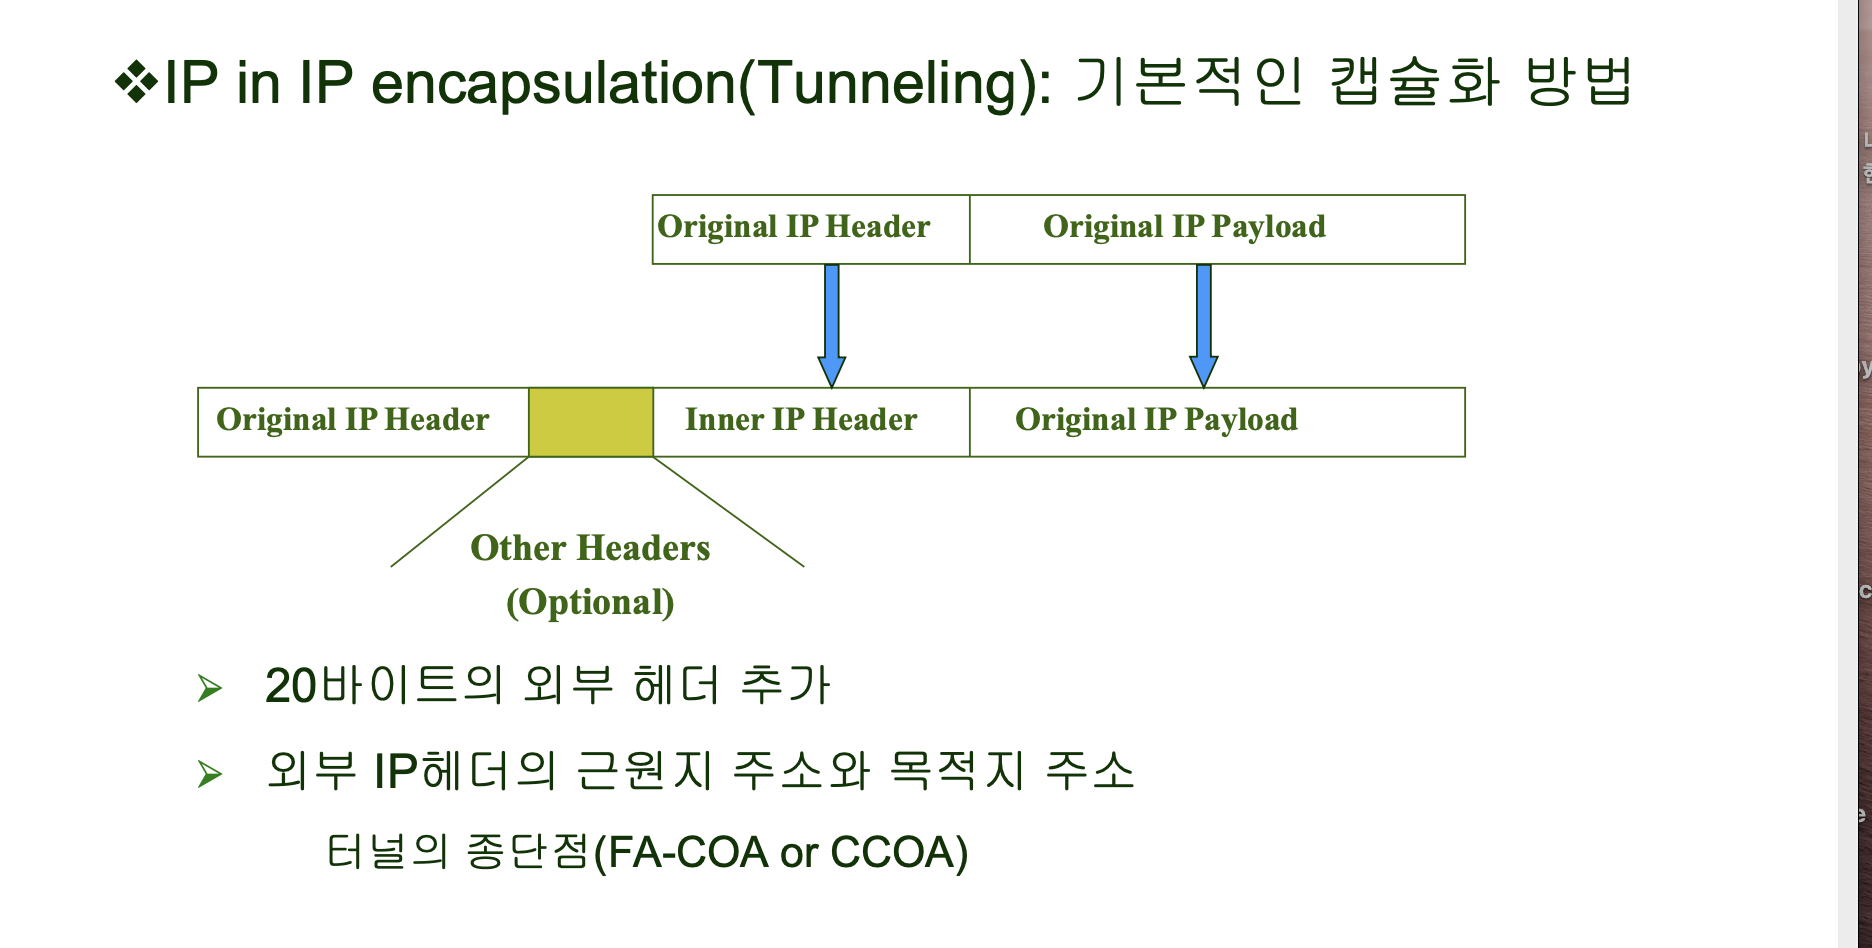 ❖IP in IP encapsulation(Tunneling): 기본적인 캡슐화 방법
Original IP Header Original IP Payload
Original IP Header Inner IP Header Original IP Payload
Other Headers
(Optional)
➢ 20바이트의 외부 헤더 추가
➢ 외부 IP헤더의 근원지 주소와 목적지 주소
터널의 종단점(FA-COA or CCOA)